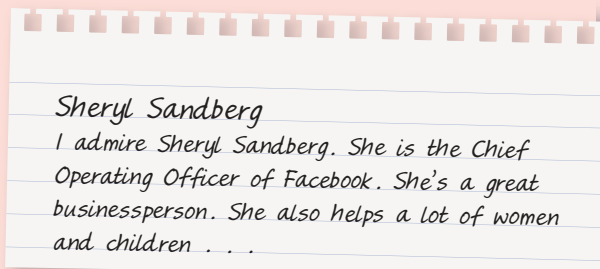 Sheryl Sandberg
I admire Sheryl Sandberg. She is the Chief
Operating Officer of Facebook. She's a great
businessperson. She also helps a lot of women
and children . . .